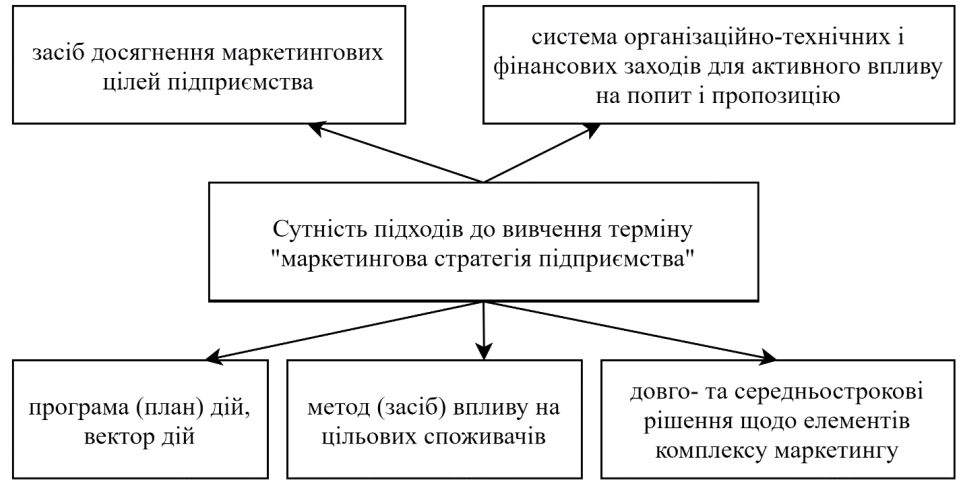 засіб досягнення маркетингових
цілей підприємства
система організаційно-технічних і
фінансових заходів для активного впливу
на попит і пропозицію
Сутність підходів до вивчення терміну
"маркетингова стратегія підприємства"
програма (план) дій,
вектор дій
метод (засіб) впливу на
цільових споживачів
довго- та середньострокові
рішення щодо елементів
комплексу маркетингу